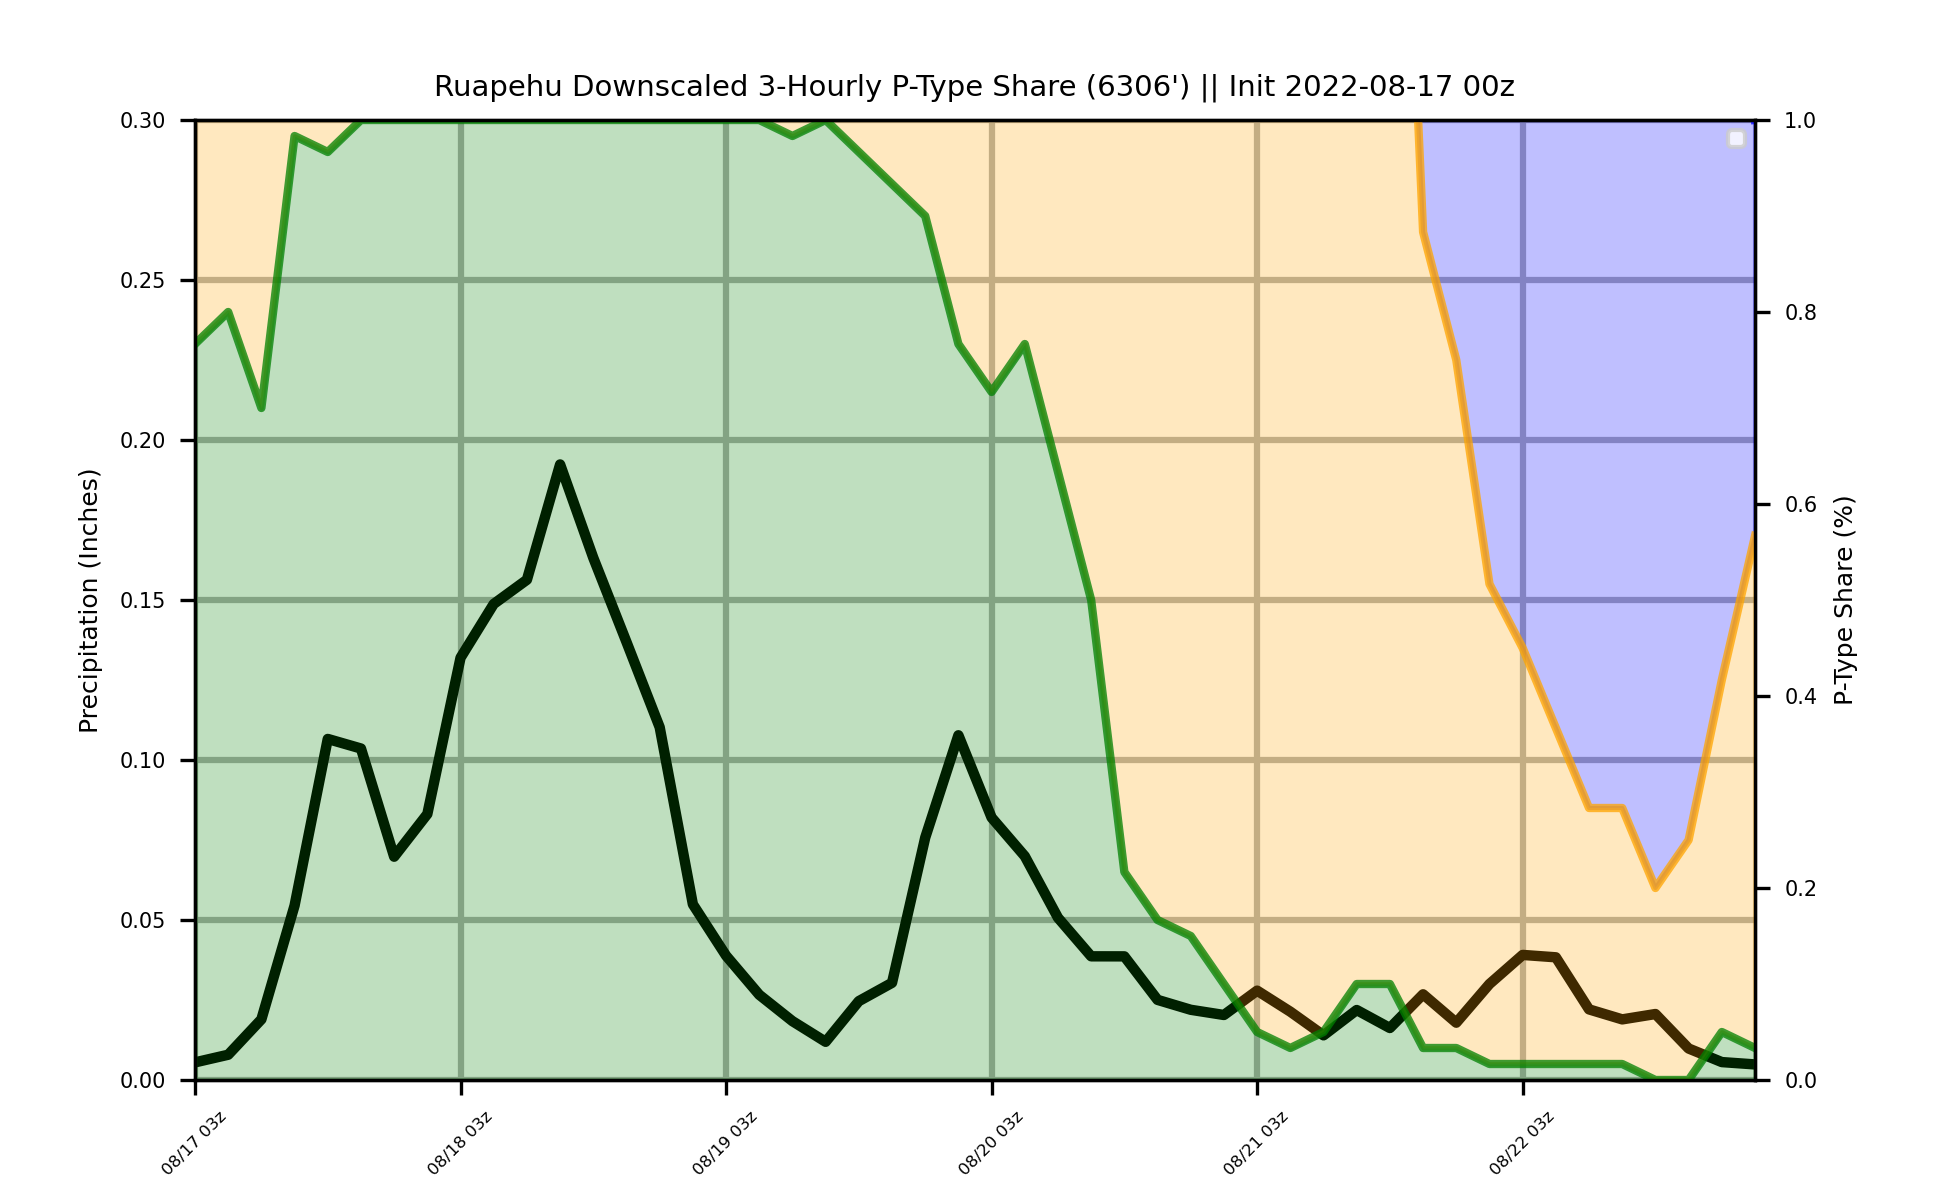 Ruapehu Downscaled 3-Hourly P-Type Share (6306') || Init 2022-08-17 00z
0.30
0.25
0.20
0.15
0.10
0.05
0.00
Precipitation (Inches)
1.0
0.8
0.6
0.4
0.2
0.0
P-Type Share (%)
08/17 03z
08/18 03z
08/19 03z
08/20 03z
08/21 03z
08/22 03z